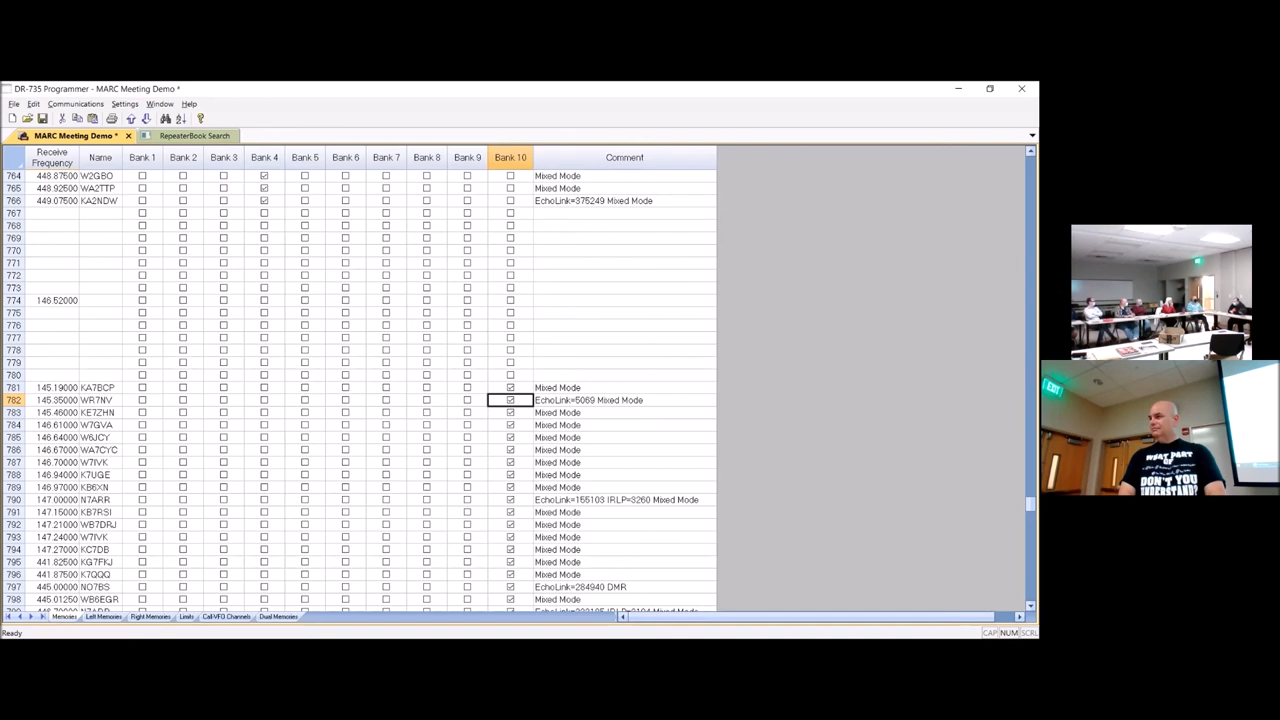 DR-735 Programmer - MARC Meeting Demo *
File Edit Communications Settings Window Help
MARC Meeting Demo * RepeaterBook Search
Receive Frequency Name Bank 1 Bank 2 Bank 3 Bank 4 Bank 5 Bank 6 Bank 7 Bank 8 Bank 9 Bank 10 Comment
764 448.87500 W2GBO Mixed Mode
765 448.92500 WA2TTP Mixed Mode
766 449.07500 KA2NDW EchoLink=375249 Mixed Mode
767
768
769
770
771
772
773
774 146.52000
775
776
777
778
779
780
781 145.19000 KA7BCP Mixed Mode
782 145.35000 WR7NV EchoLink=5069 Mixed Mode
783 145.46000 KE7ZHN Mixed Mode
784 146.61000 W7GVA Mixed Mode
785 146.64000 W6JCY Mixed Mode
786 146.67000 WA7CYC Mixed Mode
787 146.70000 W7IVK Mixed Mode
788 146.94000 K7UGE Mixed Mode
789 146.97000 KB6XN Mixed Mode
790 147.00000 N7ARR EchoLink=155103 IRLP=3260 Mixed Mode
791 147.15000 KB7RSI Mixed Mode
792 147.21000 WB7DRJ Mixed Mode
793 147.24000 W7IVK Mixed Mode
794 147.27000 KC7DB Mixed Mode
795 441.82500 KG7FKJ Mixed Mode
796 441.87500 K7QQQ Mixed Mode
797 445.00000 NO7BS EchoLink=284940 DMR
798 445.01250 WB6EGR Mixed Mode
Memories Left Memories Right Memories Limits Call-VFO Channels Dual Memories
Ready CAP NUM SCRL
EXIT
WHAT PART
OF
DON'T YOU
UNDERSTAND?